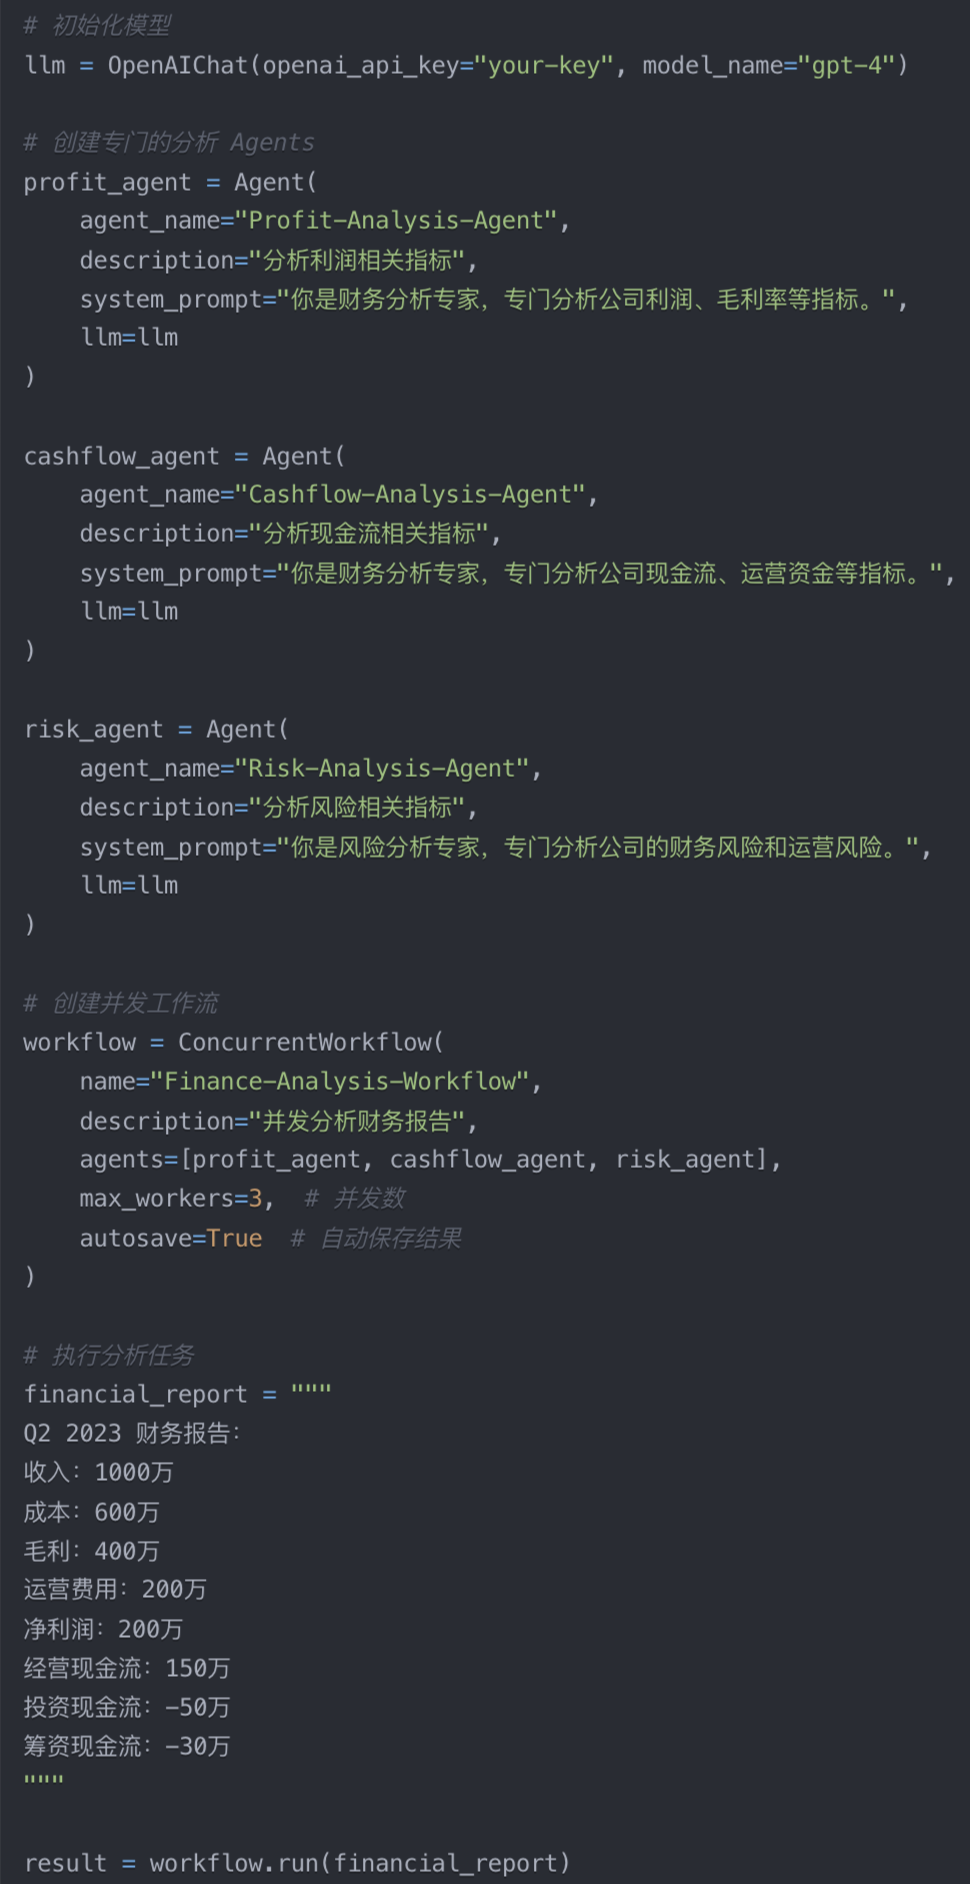 # 初始化模型
llm = OpenAIChat(openai_api_key="your-key", model_name="gpt-4")
# 创建专门的分析 Agents
profit_agent = Agent(
    agent_name="Profit-Analysis-Agent",
    description="分析利润相关指标",
    system_prompt="你是财务分析专家，专门分析公司利润、毛利率等指标。",
    llm=llm
)
cashflow_agent = Agent(
    agent_name="Cashflow-Analysis-Agent",
    description="分析现金流相关指标",
    system_prompt="你是财务分析专家，专门分析公司现金流、运营资金等指标。",
    llm=llm
)
risk_agent = Agent(
    agent_name="Risk-Analysis-Agent",
    description="分析风险相关指标",
    system_prompt="你是风险分析专家，专门分析公司的财务风险和运营风险。",
    llm=llm
)
# 创建并发工作流
workflow = ConcurrentWorkflow(
    name="Finance-Analysis-Workflow",
    description="并发分析财务报告",
    agents=[profit_agent, cashflow_agent, risk_agent],
    max_workers=3,  # 并发数
    autosave=True  # 自动保存结果
)
# 执行分析任务
financial_report = """
Q2 2023 财务报告：
收入：1000万
成本：600万
毛利：400万
运营费用：200万
净利润：200万
经营现金流：150万
投资现金流：-50万
筹资现金流：-30万
"""
result = workflow.run(financial_report)